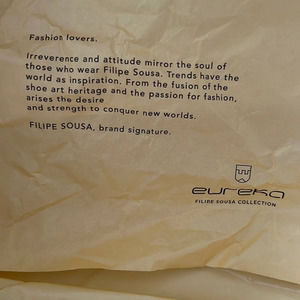 Fashion lovers.
Irreverence and attitude mirror the soul of
those who wear Filipe Sousa. Trends have the
world as inspiration. From the fusion of the
shoe art heritage and the passion for fashion,
arises the desire
and strength to conquer new worlds.
FILIPE SOUSA, brand signature.
eureka
FILIPE SOUSA COLLECTION